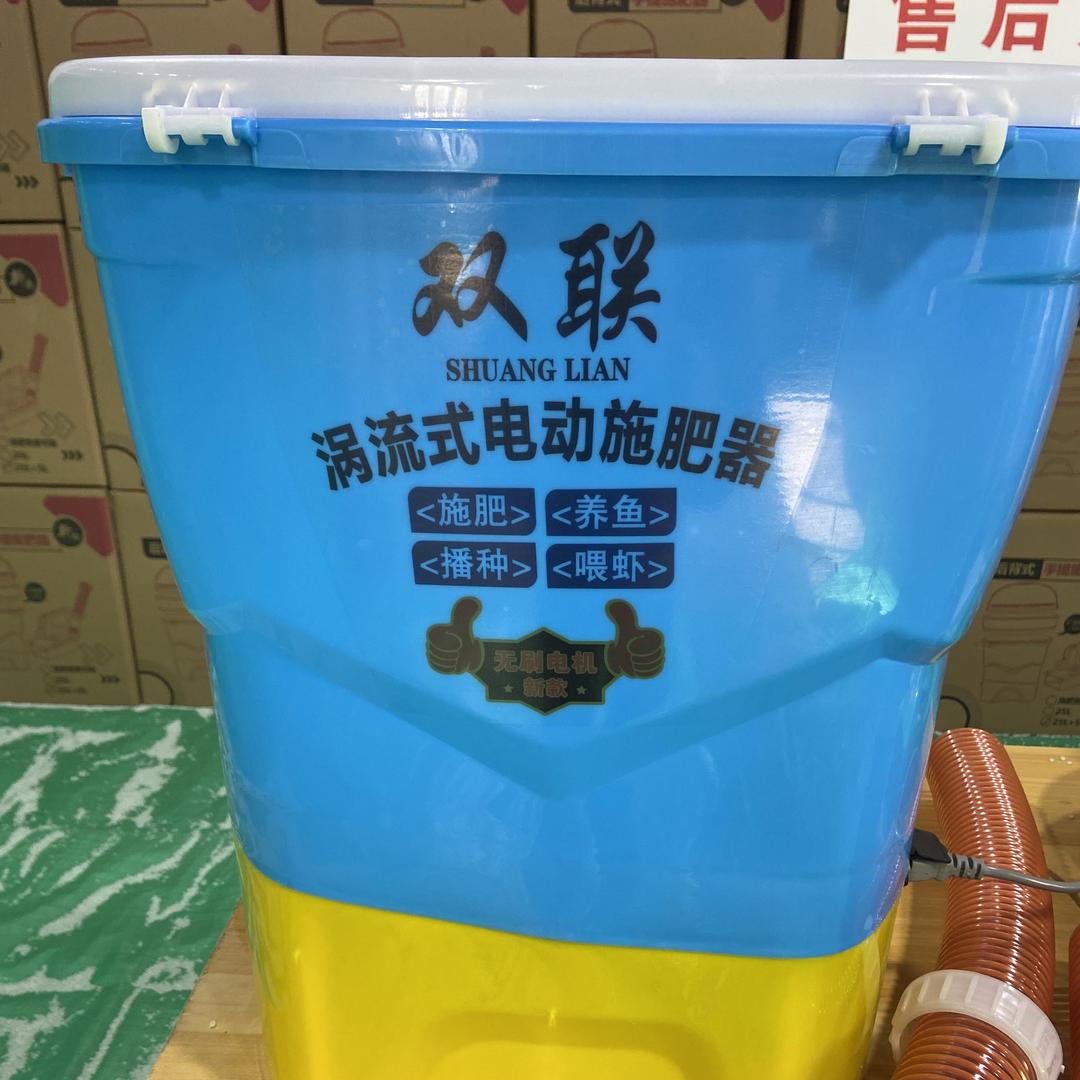 售后
双联
SHUANG LIAN
涡流式电动施肥器
<施肥> <养鱼>
<播种> <喂虾>
无刷电机
新款